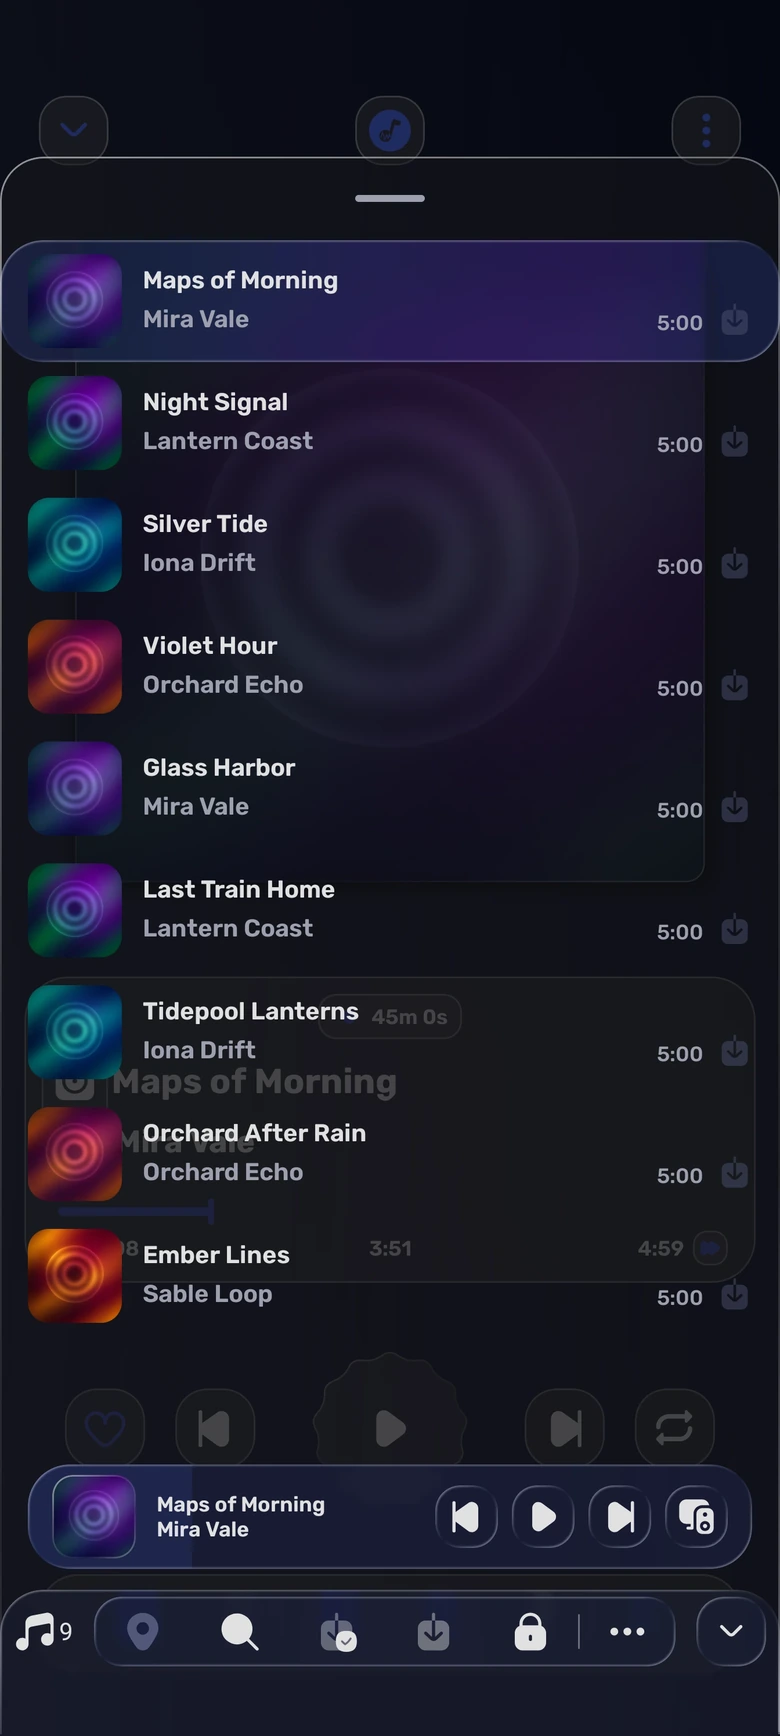 Maps of Morning
Mira Vale
5:00
Night Signal
Lantern Coast
5:00
Silver Tide
Iona Drift
5:00
Violet Hour
Orchard Echo
5:00
Glass Harbor
Mira Vale
5:00
Last Train Home
Lantern Coast
5:00
Tidepool Lanterns
45m 0s
Iona Drift
5:00
Maps of Morning
Orchard After Rain
Mira Vale
Orchard Echo
5:00
3:51
4:59
Ember Lines
Sable Loop
5:00
Maps of Morning
Mira Vale
9